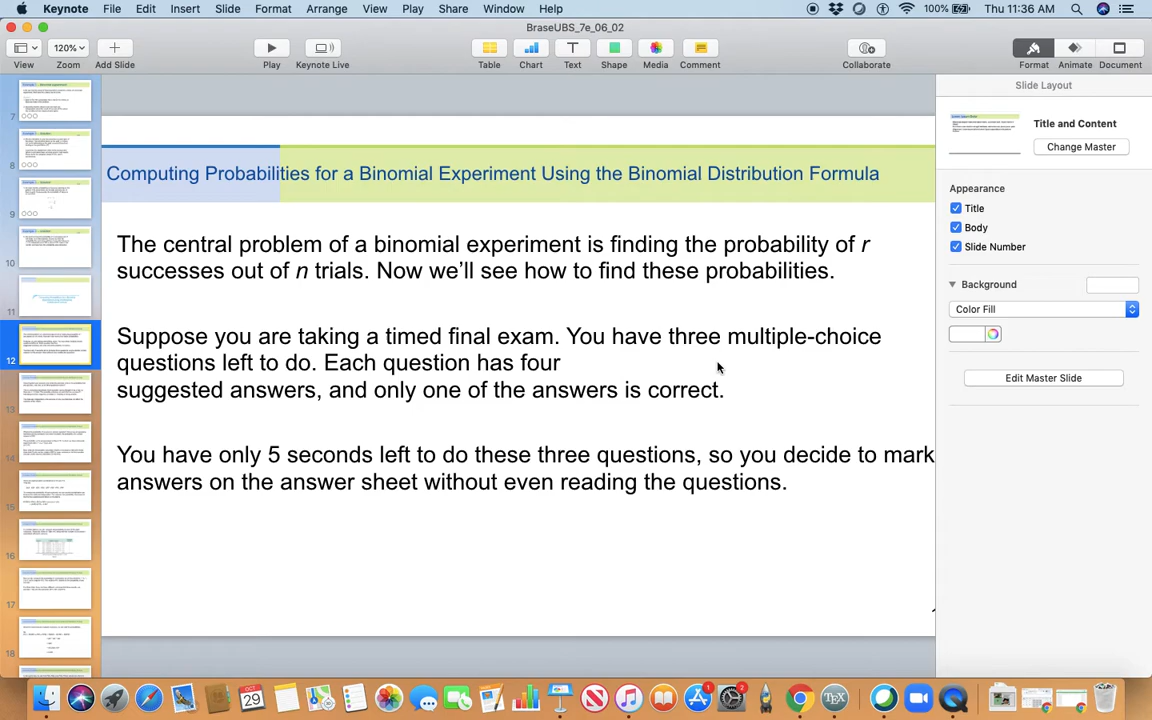 Keynote File Edit Insert Slide Format Arrange View Play Share Window Help 100% Thu 11:36 AM
BraseUBS_7e_06_02
120%
View Zoom Add Slide Play Keynote Live Table Chart Text Shape Media Comment Collaborate Format Animate Document
Slide Layout
Title and Content
Change Master
Appearance
Title
Body
Slide Number
Background
Color Fill
Edit Master Slide
7
8
9
10
11
12
13
14
15
16
17
18
Computing Probabilities for a Binomial Experiment Using the Binomial Distribution Formula
The central problem of a binomial experiment is finding the probability of r
successes out of n trials. Now we'll see how to find these probabilities.
Suppose you are taking a timed final exam. You have three multiple-choice
questions left to do. Each question has four
suggested answers, and only one of the answers is correct.
You have only 5 seconds left to do these three questions, so you decide to mark
answers on the answer sheet without even reading the questions.
OCT
29
TEX
1
2